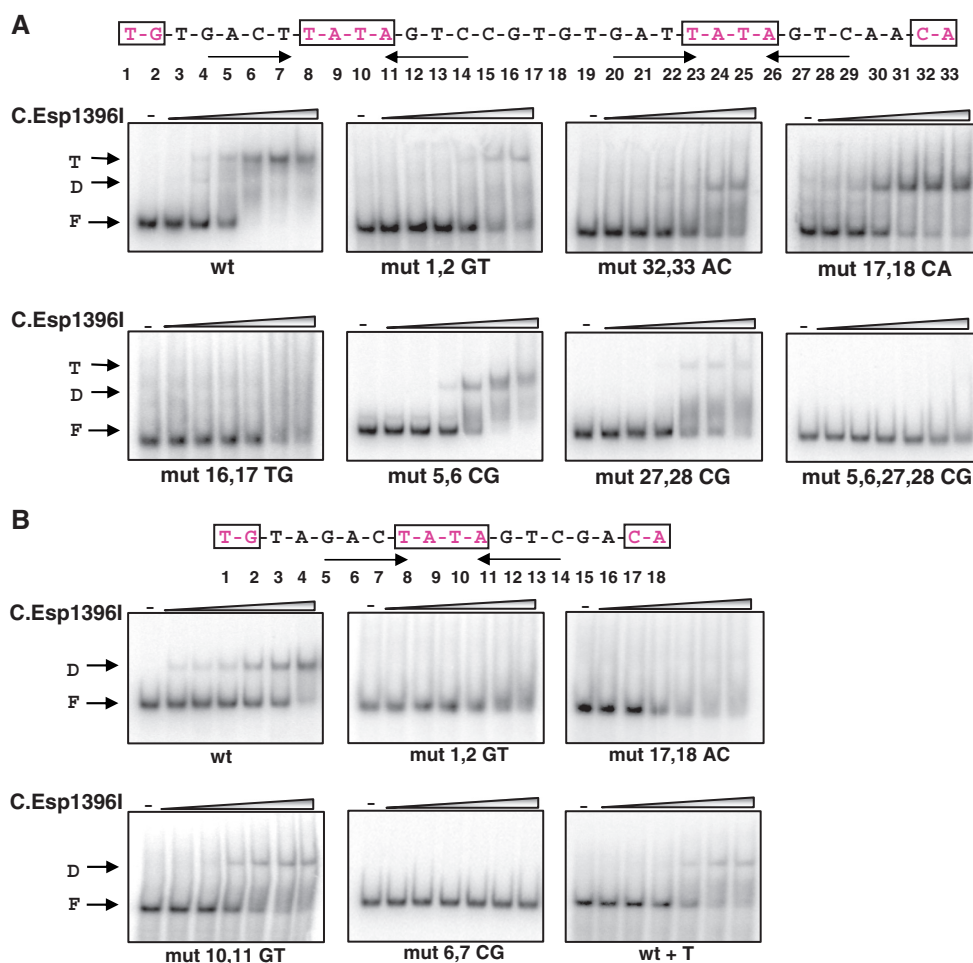 A
T-G-T-G-A-C-T-T-A-T-A-G-T-C-C-G-T-G-T-G-A-T-T-A-T-A-G-T-C-A-A-C-A
1 2 3 4 5 6 7 8 9 10 11 12 13 14 15 16 17 18 19 20 21 22 23 24 25 26 27 28 29 30 31 32 33
C.Esp1396I
- - - -
T
D
F
wt mut 1,2 GT mut 32,33 AC mut 17,18 CA
C.Esp1396I
- - - -
T
D
F
mut 16,17 TG mut 5,6 CG mut 27,28 CG mut 5,6,27,28 CG
B
T-G-T-A-G-A-C-T-A-T-A-G-T-C-G-A-C-A
1 2 3 4 5 6 7 8 9 10 11 12 13 14 15 16 17 18
C.Esp1396I
- - -
D
F
wt mut 1,2 GT mut 17,18 AC
C.Esp1396I
- - -
D
F
mut 10,11 GT mut 6,7 CG wt + T